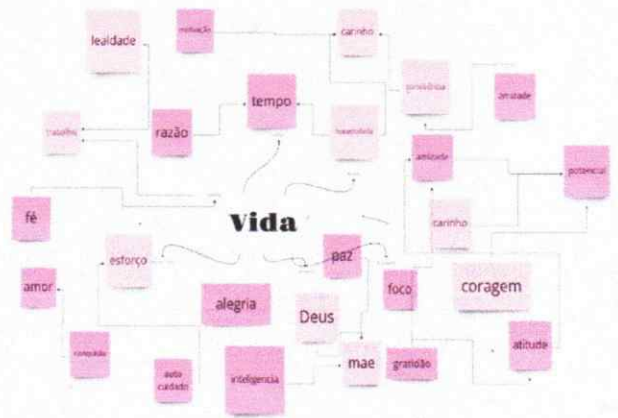 lealdade
motivação
carinho
tempo
amizade
razão
trabalho
amizade
potencial
fé
Vida
carinho
esforço
paz
amor
alegria
foco
coragem
Deus
conquista
auto
cuidado
inteligencia
mae
gratidão
atitude